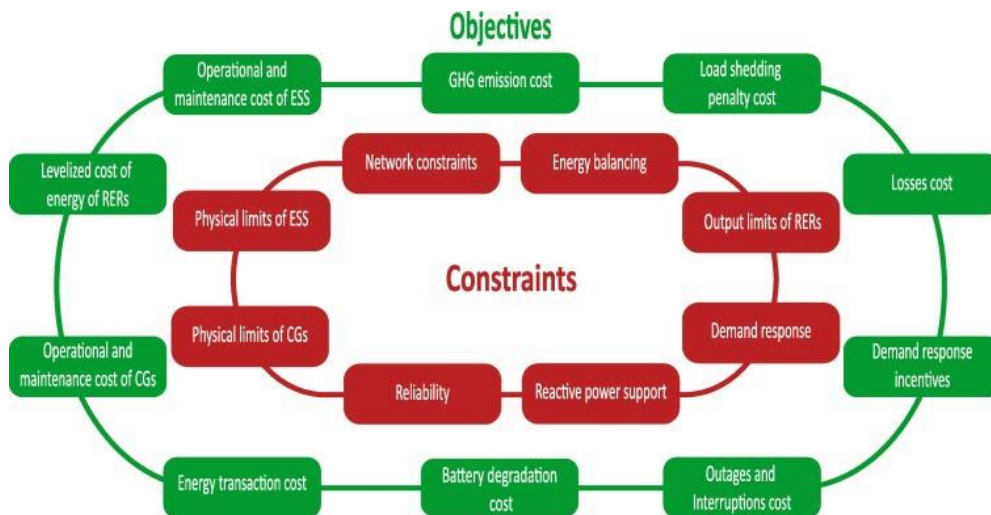 Objectives
Operational and
maintenance cost of ESS
GHG emission cost
Load shedding
penalty cost
Network constraints
Energy balancing
Levelized cost of
energy of RERs
Losses cost
Physical limits of ESS
Output limits of RERs
Constraints
Physical limits of CGs
Demand response
Operational and
maintenance cost of CGs
Demand response
incentives
Reliability
Reactive power support
Energy transaction cost
Battery degradation
cost
Outages and
Interruptions cost